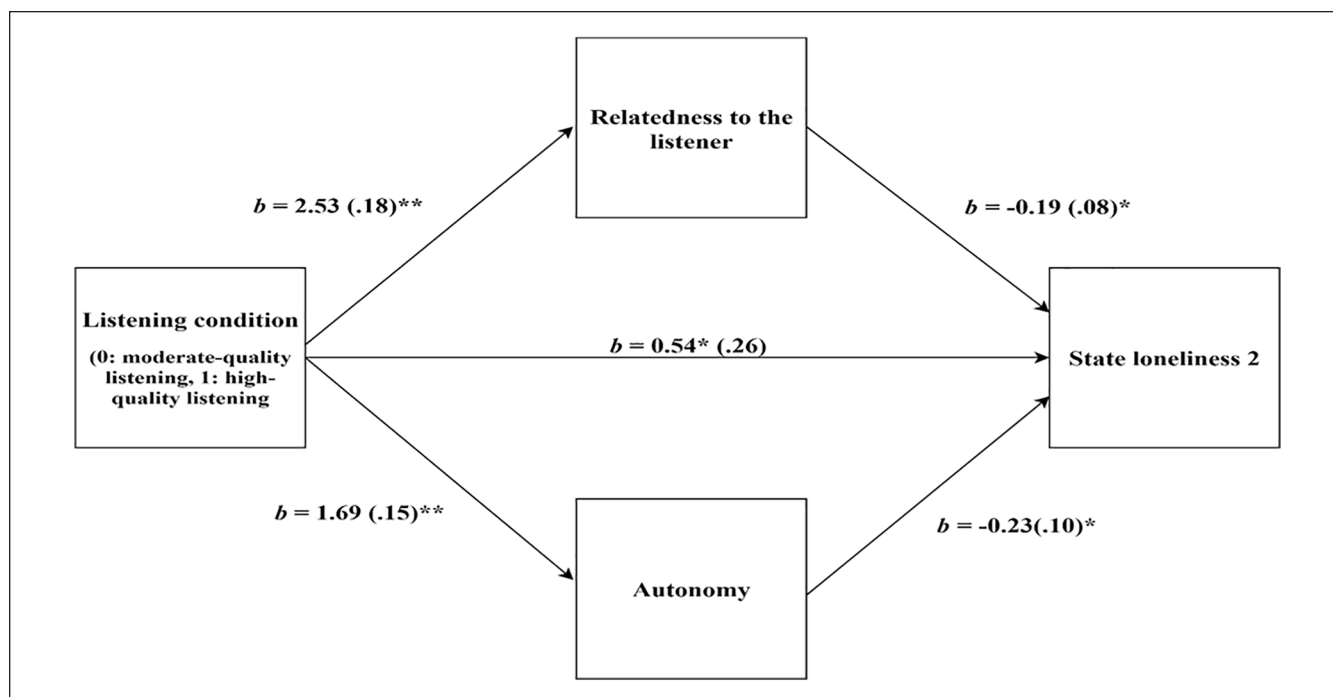 Relatedness to the
listener
b = 2.53 (.18)**
b = -0.19 (.08)*
Listening condition
(0: moderate-quality
listening, 1: high-
quality listening
b = 0.54* (.26)
State loneliness 2
b = 1.69 (.15)**
b = -0.23(.10)*
Autonomy